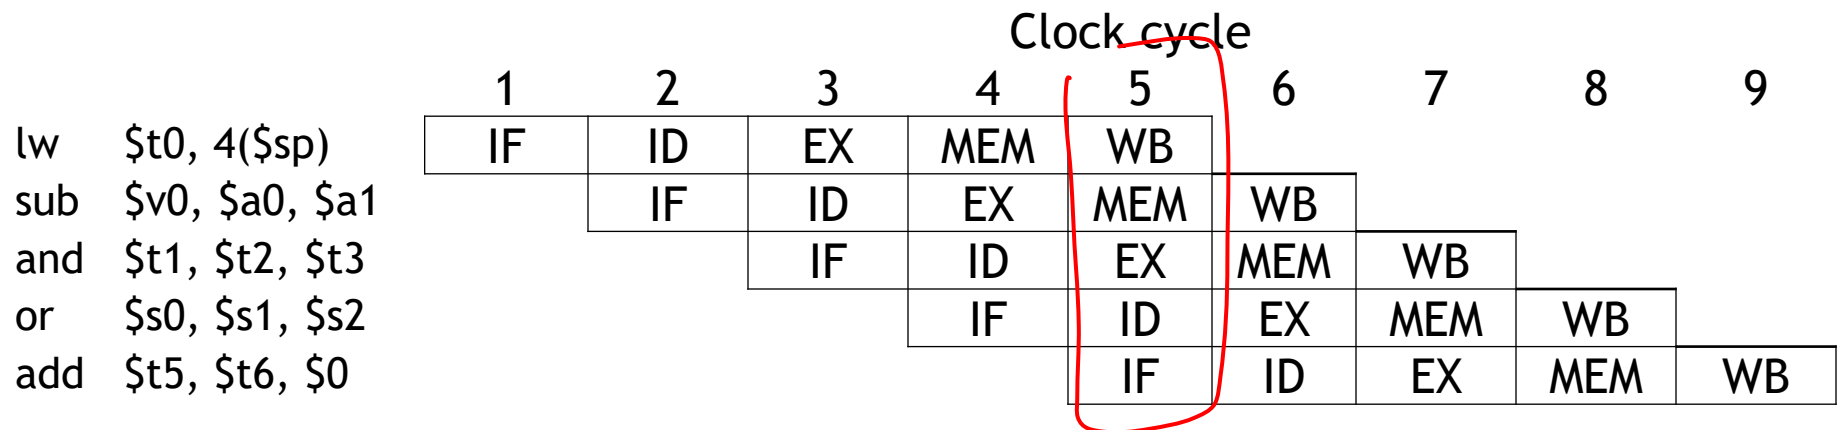 Clock cycle
1 2 3 4 5 6 7 8 9
lw $t0, 4($sp) IF ID EX MEM WB
sub $v0, $a0, $a1 IF ID EX MEM WB
and $t1, $t2, $t3 IF ID EX MEM WB
or $s0, $s1, $s2 IF ID EX MEM WB
add $t5, $t6, $0 IF ID EX MEM WB